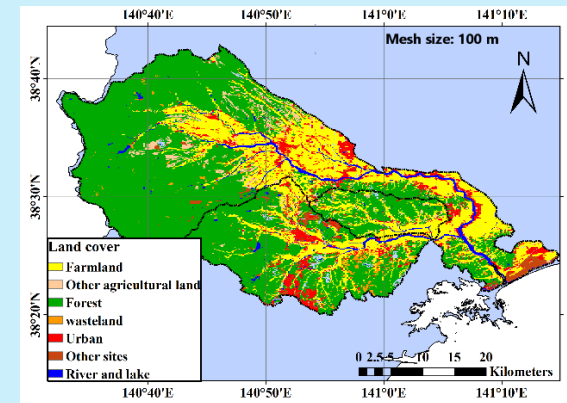 140°40'E 140°50'E 141°0'E 141°10'E
Mesh size: 100 m
N
38°40'N
38°30'N
38°20'N
Land cover
Farmland
Other agricultural land
Forest
wasteland
Urban
Other sites
River and lake
0 2.5 5 10 15 20
Kilometers
140°40'E 140°50'E 141°0'E 141°10'E